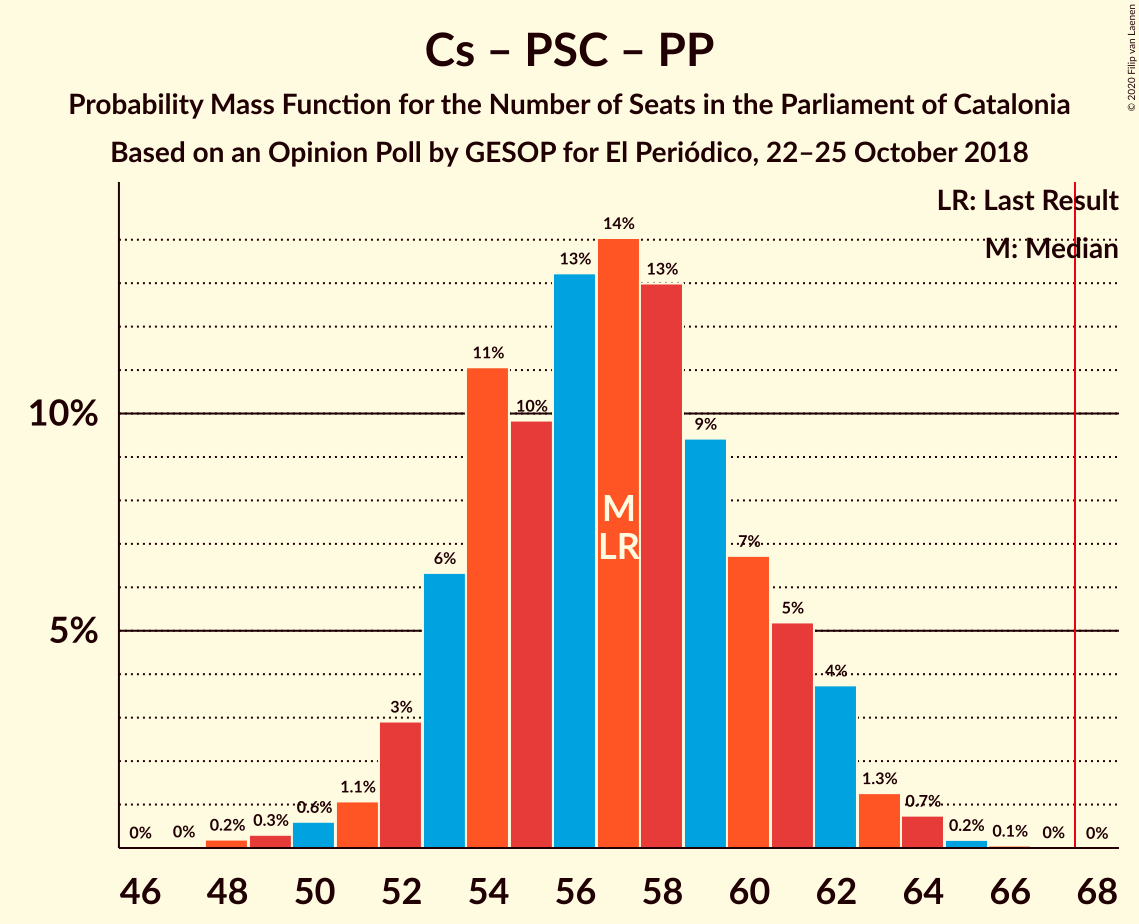 Cs – PSC – PP
Probability Mass Function for the Number of Seats in the Parliament of Catalonia
Based on an Opinion Poll by GESOP for El Periódico, 22–25 October 2018
© 2020 Filip van Laenen
LR: Last Result
M: Median
10%
5%
0% 0% 0.2% 0.3% 0.6% 1.1% 3% 6% 11% 10% 13% 14% 13% 9% 7% 5% 4% 1.3% 0.7% 0.2% 0.1% 0% 0%
M
LR
46 48 50 52 54 56 58 60 62 64 66 68